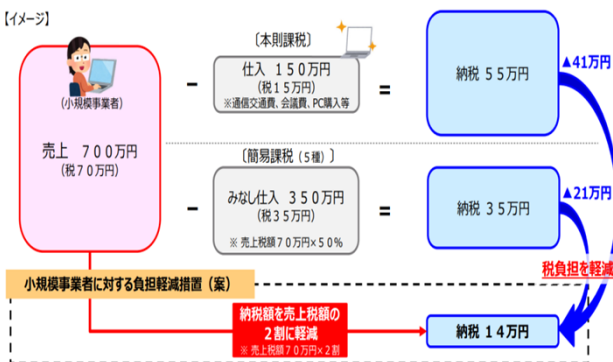 【イメージ】
〔本則課税〕
仕入 １５０万円
（税１５万円）
※通信交通費、会議費、PC購入等
（小規模事業者）
売上 ７００万円
（税７０万円）
－
＝
納税 ５５万円
▲41万円
〔簡易課税（５種）〕
みなし仕入 ３５０万円
（税３５万円）
※ 売上税額７０万円×５０％
－
＝
納税 ３５万円
▲21万円
税負担を軽減
小規模事業者に対する負担軽減措置（案）
納税額を売上税額の
２割に軽減
※ 売上税額７０万円×２割
納税 １４万円